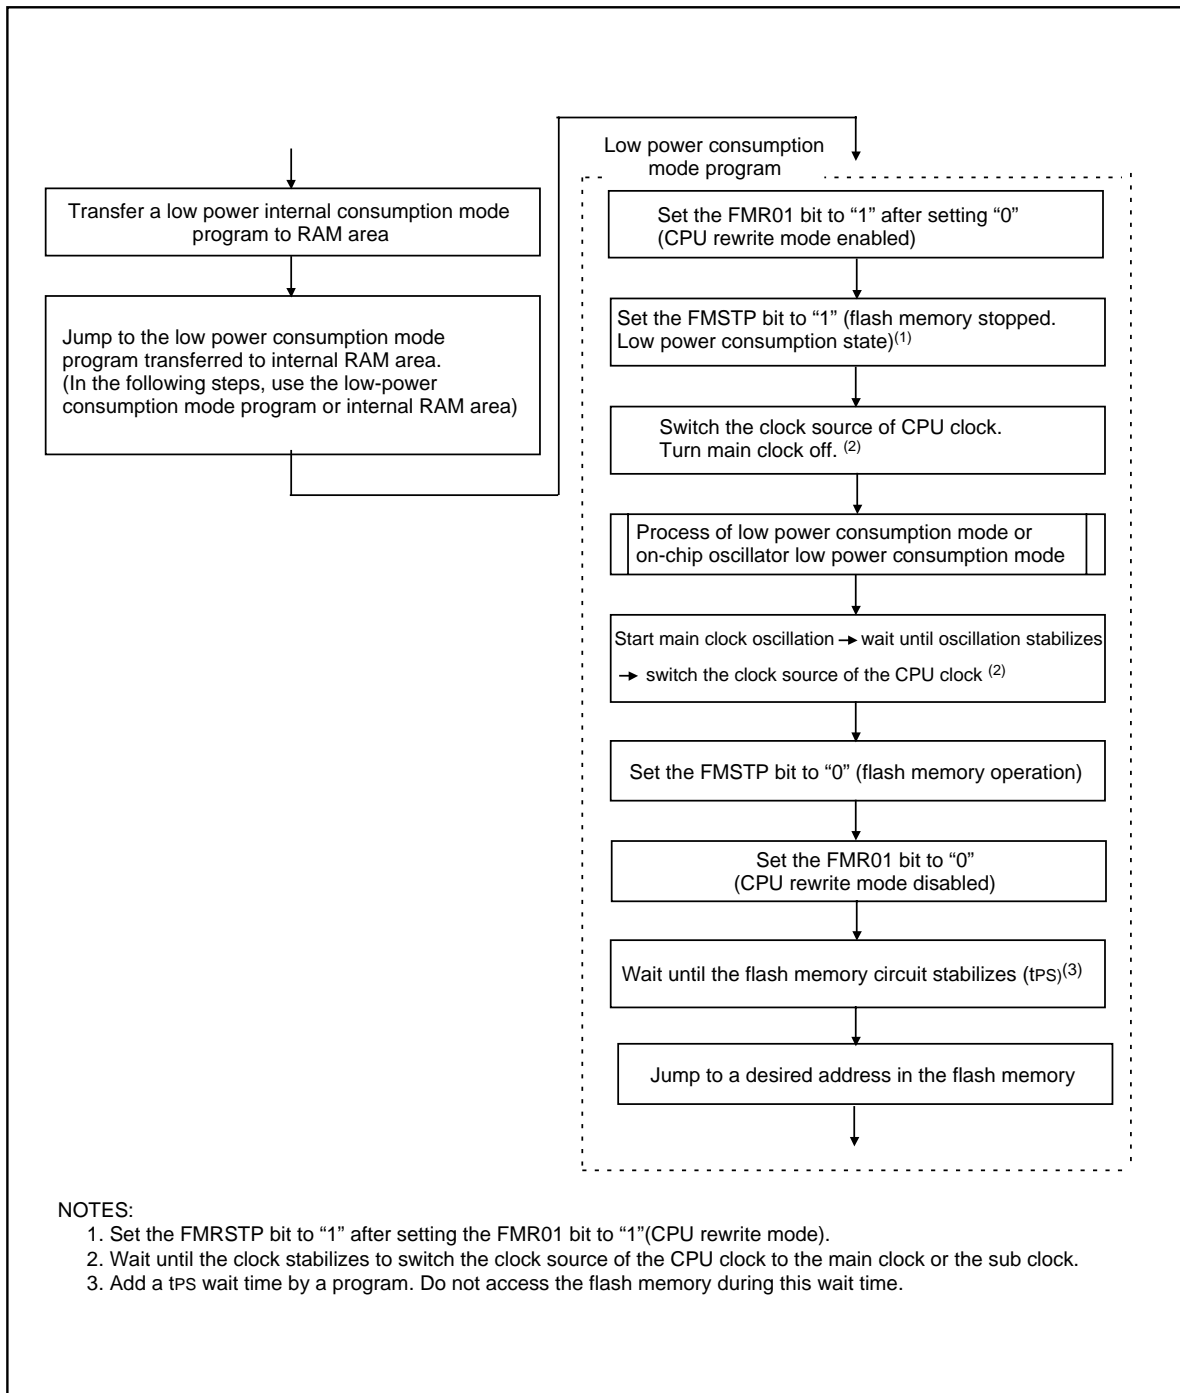 Transfer a low power internal consumption mode
program to RAM area
Jump to the low power consumption mode
program transferred to internal RAM area.
(In the following steps, use the low-power
consumption mode program or internal RAM area)
Low power consumption
mode program
Set the FMR01 bit to “1” after setting “0”
(CPU rewrite mode enabled)
Set the FMSTP bit to “1” (flash memory stopped.
Low power consumption state)(1)
Switch the clock source of CPU clock.
Turn main clock off. (2)
Process of low power consumption mode or
on-chip oscillator low power consumption mode
Start main clock oscillation → wait until oscillation stabilizes
→ switch the clock source of the CPU clock (2)
Set the FMSTP bit to “0” (flash memory operation)
Set the FMR01 bit to “0”
(CPU rewrite mode disabled)
Wait until the flash memory circuit stabilizes (tPS)(3)
Jump to a desired address in the flash memory
NOTES:
1. Set the FMRSTP bit to “1” after setting the FMR01 bit to “1”(CPU rewrite mode).
2. Wait until the clock stabilizes to switch the clock source of the CPU clock to the main clock or the sub clock.
3. Add a tPS wait time by a program. Do not access the flash memory during this wait time.